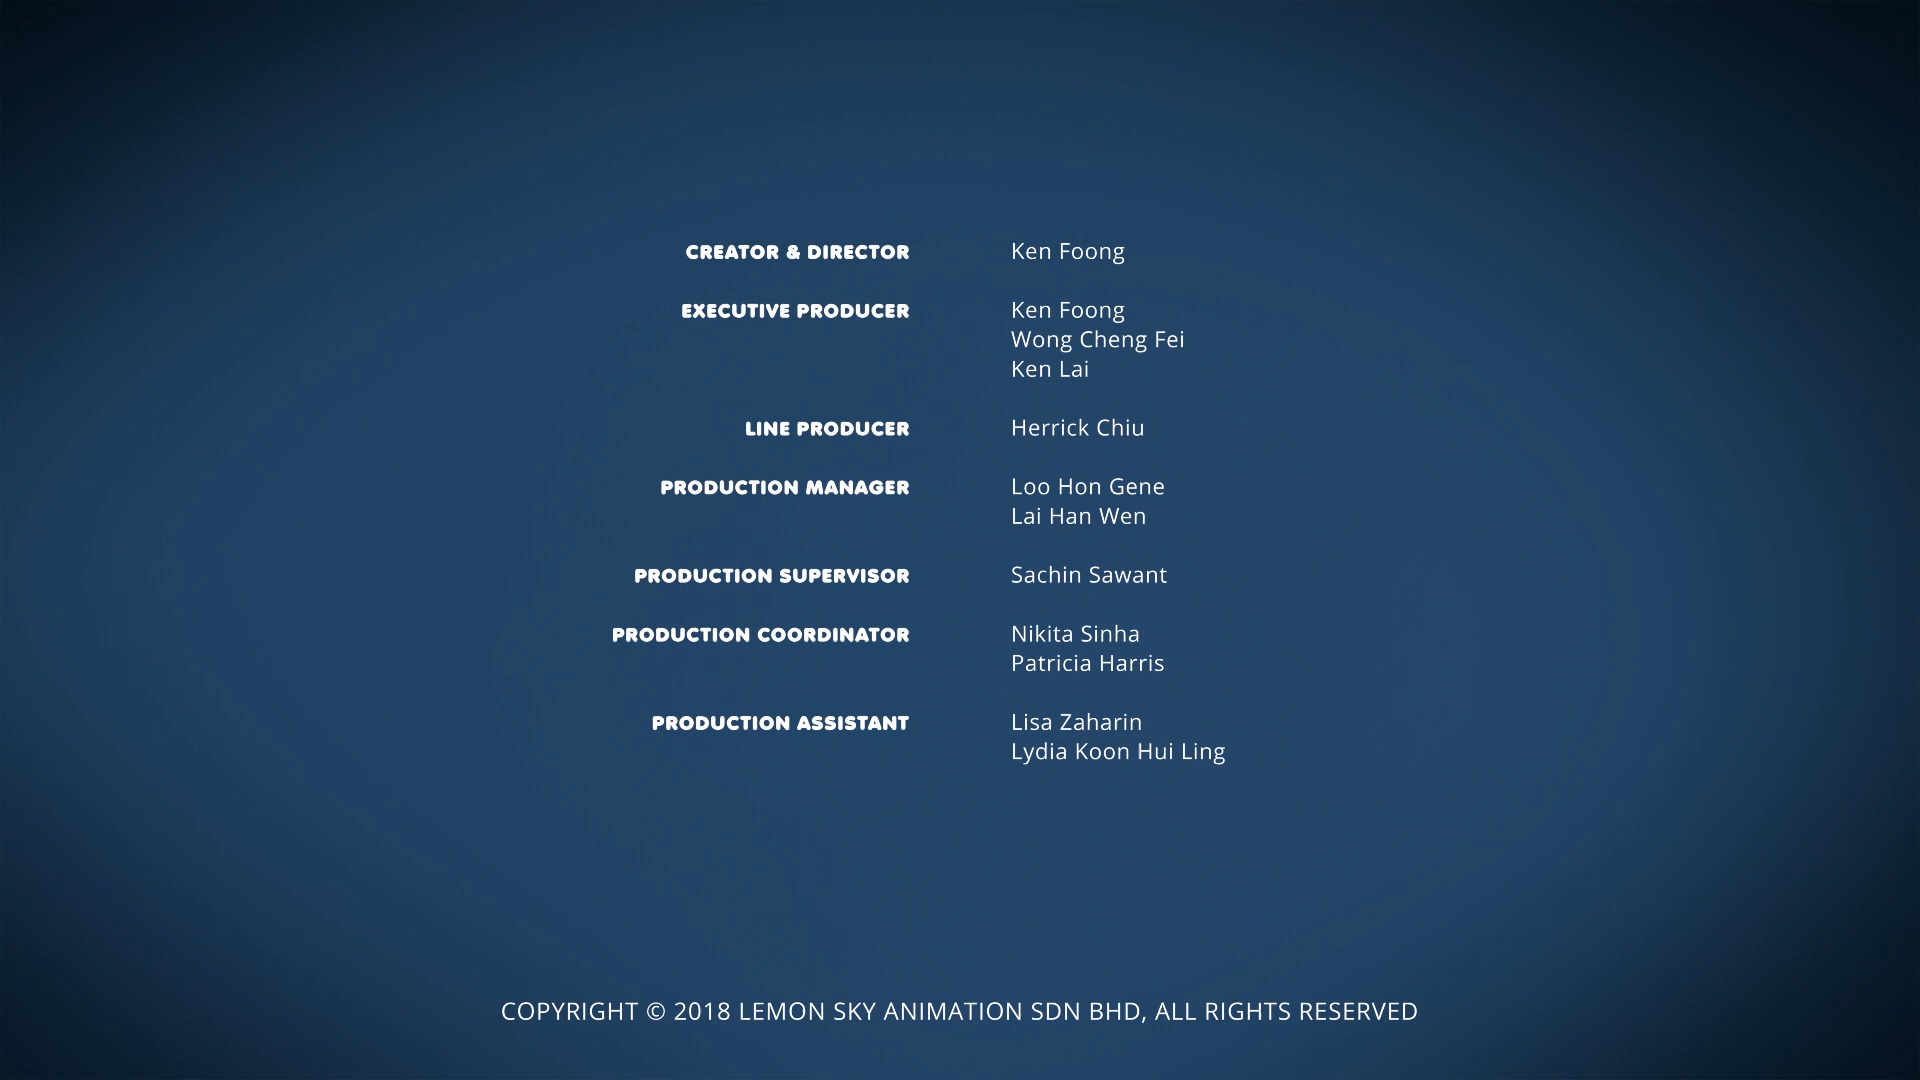 CREATOR & DIRECTOR Ken Foong
EXECUTIVE PRODUCER Ken Foong
Wong Cheng Fei
Ken Lai
LINE PRODUCER Herrick Chiu
PRODUCTION MANAGER Loo Hon Gene
Lai Han Wen
PRODUCTION SUPERVISOR Sachin Sawant
PRODUCTION COORDINATOR Nikita Sinha
Patricia Harris
PRODUCTION ASSISTANT Lisa Zaharin
Lydia Koon Hui Ling
COPYRIGHT © 2018 LEMON SKY ANIMATION SDN BHD, ALL RIGHTS RESERVED